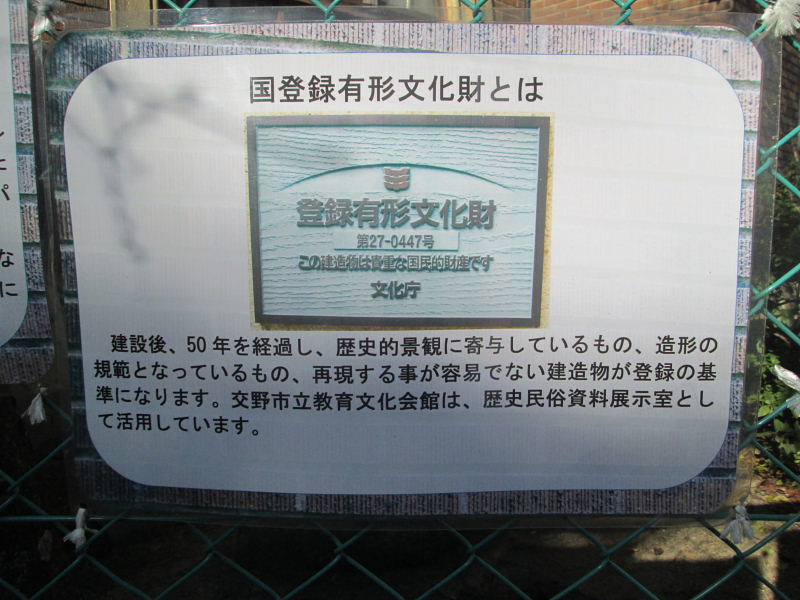 国登録有形文化財とは
登録有形文化財
第27-0447号
この建造物は貴重な国民的財産です
文化庁
建設後、50年を経過し、歴史的景観に寄与しているもの、造形の
規範となっているもの、再現する事が容易でない建造物が登録の基
準になります。交野市立教育文化会館は、歴史民俗資料展示室とし
て活用しています。